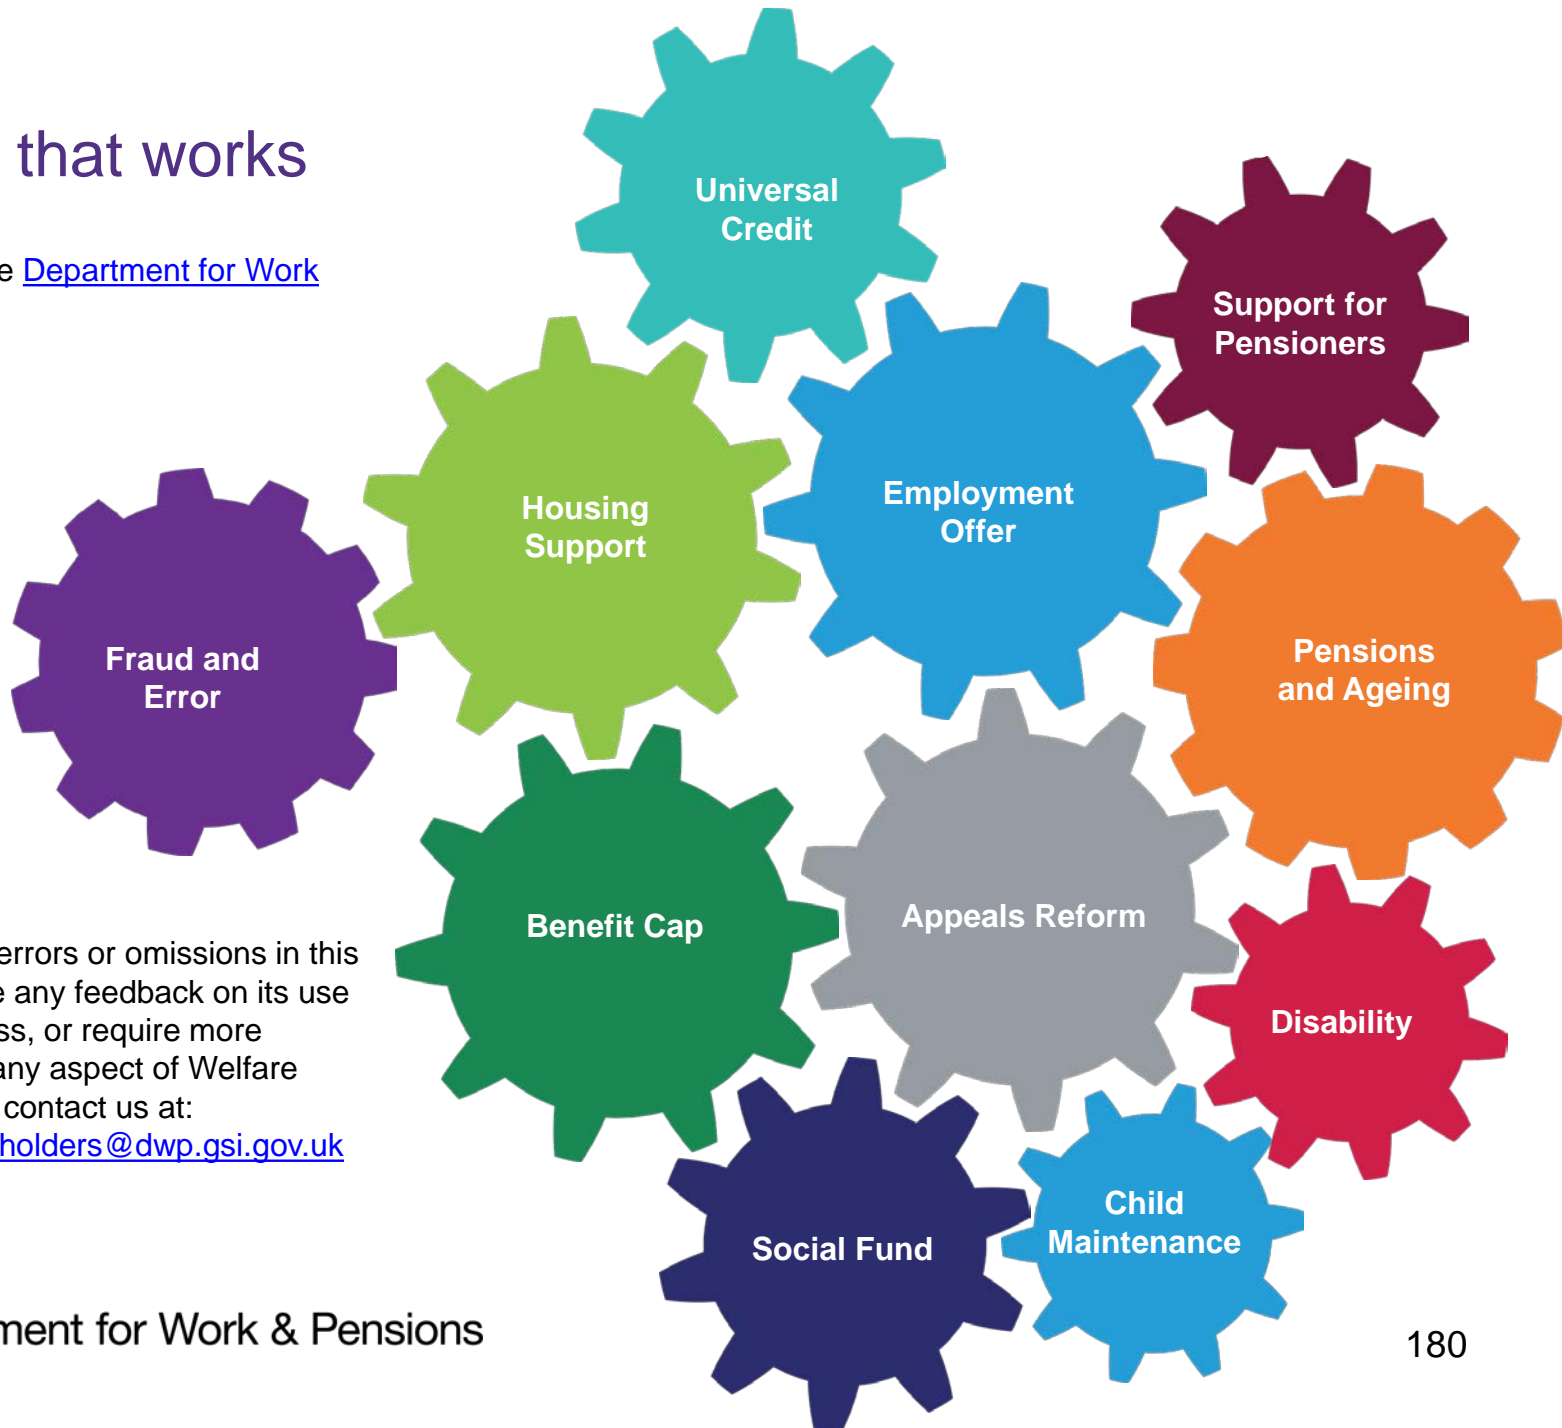 that works
e Department for Work
Universal
Credit
Support for
Pensioners
Housing
Support
Employment
Offer
Fraud and
Error
Pensions
and Ageing
Benefit Cap
Appeals Reform
errors or omissions in this
e any feedback on its use
ss, or require more
any aspect of Welfare
contact us at:
holders@dwp.gsi.gov.uk
Disability
Social Fund
Child
Maintenance
ment for Work & Pensions
180